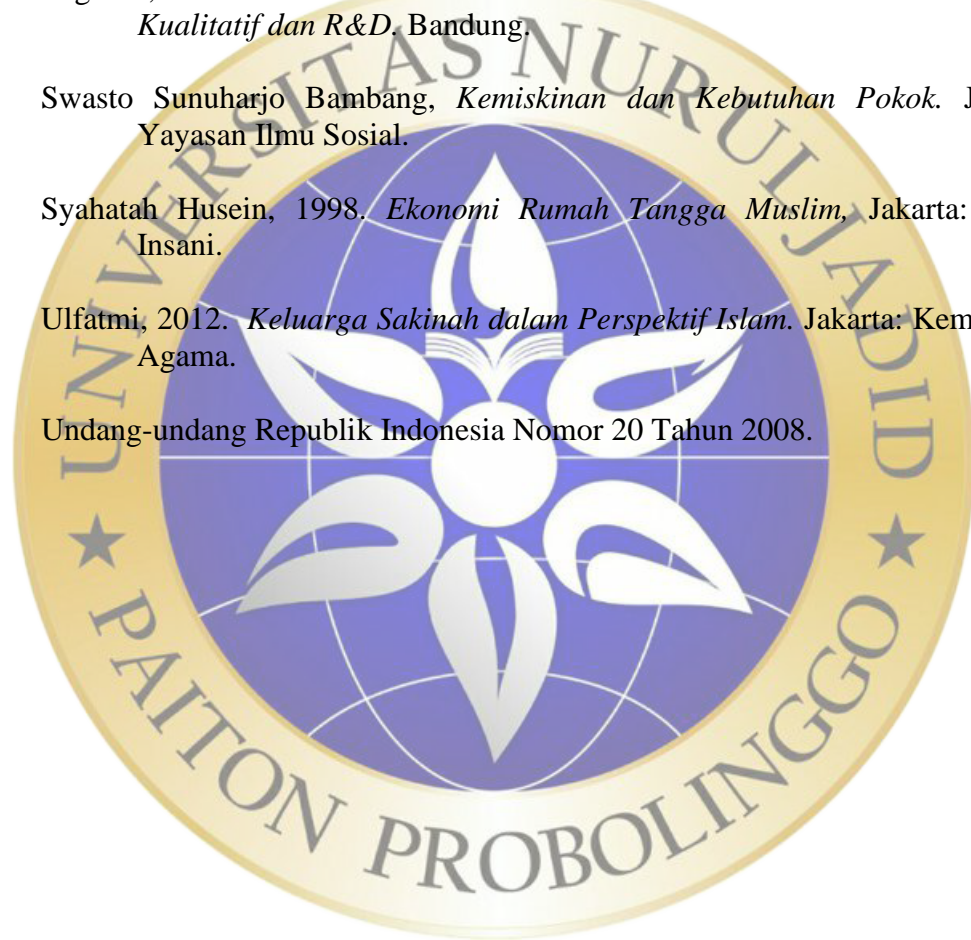 Kualitatif dan R&D. Bandung.
Swasto Sunuharjo Bambang, Kemiskinan dan Kebutuhan Pokok.
Yayasan Ilmu Sosial.
Syahatah Husein, 1998. Ekonomi Rumah Tangga Muslim, Jakarta:
Insani.
Ulfatmi, 2012. Keluarga Sakinah dalam Perspektif Islam. Jakarta:
Agama.
Undang-undang Republik Indonesia Nomor 20 Tahun 2008.
UNIVERSITAS NURUL JADID
★ PAITON PROBOLINGGO ★